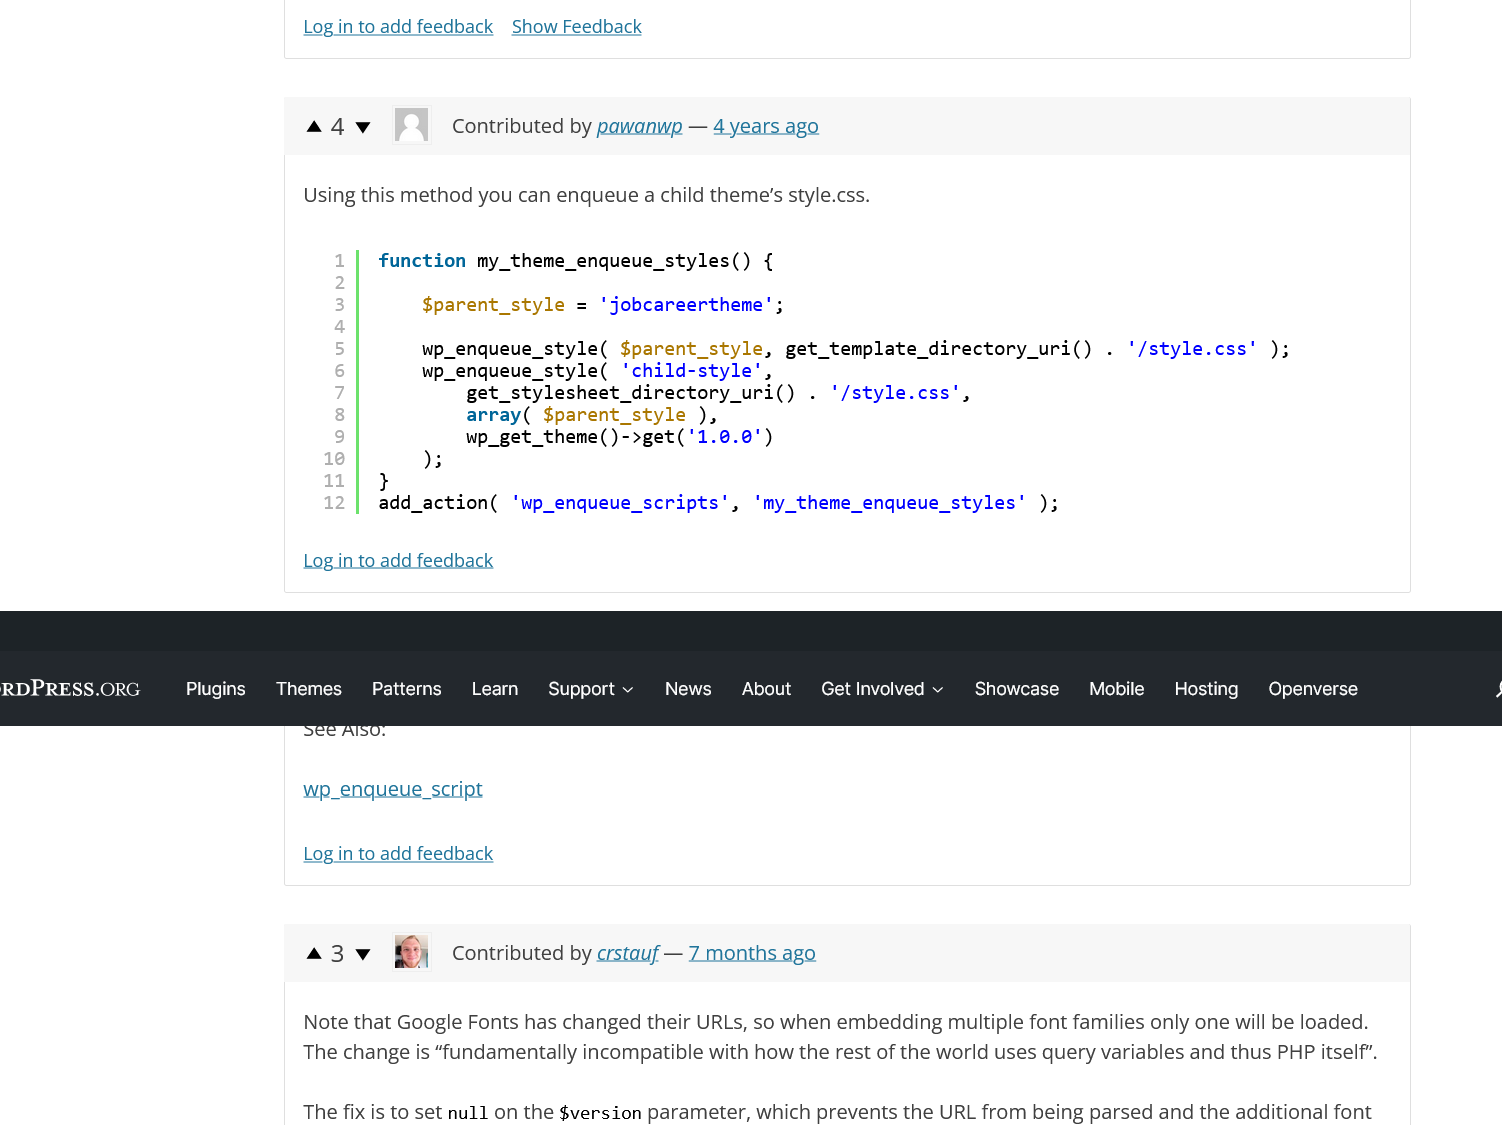 Log in to add feedback Show Feedback
4 Contributed by pawanwp — 4 years ago
Using this method you can enqueue a child theme’s style.css.
1 function my_theme_enqueue_styles() {
2
3 $parent_style = 'jobcareertheme';
4
5 wp_enqueue_style( $parent_style, get_template_directory_uri() . '/style.css' );
6 wp_enqueue_style( 'child-style',
7 get_stylesheet_directory_uri() . '/style.css',
8 array( $parent_style ),
9 wp_get_theme()->get('1.0.0')
10 );
11 }
12 add_action( 'wp_enqueue_scripts', 'my_theme_enqueue_styles' );
Log in to add feedback
RDPRESS.ORG Plugins Themes Patterns Learn Support News About Get Involved Showcase Mobile Hosting Openverse
See Also:
wp_enqueue_script
Log in to add feedback
3 Contributed by crstauf — 7 months ago
Note that Google Fonts has changed their URLs, so when embedding multiple font families only one will be loaded.
The change is “fundamentally incompatible with how the rest of the world uses query variables and thus PHP itself”.
The fix is to set null on the $version parameter, which prevents the URL from being parsed and the additional font